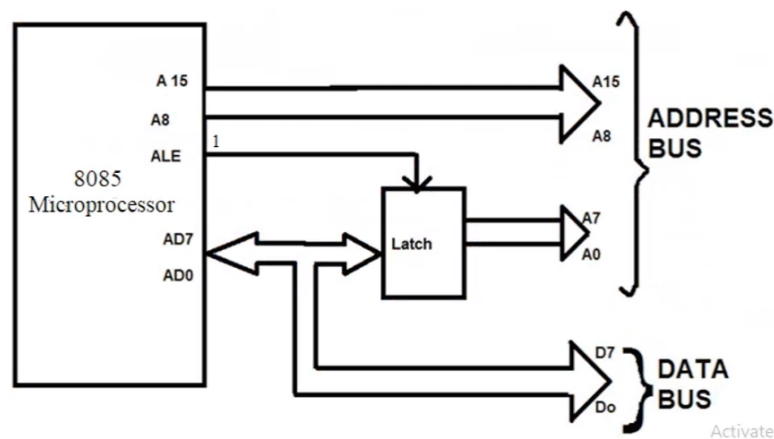 A 15
A8
ALE
1
8085
Microprocessor
AD7
AD0
Latch
A15
A8
ADDRESS
BUS
A7
A0
D7
Do
DATA
BUS
Activate